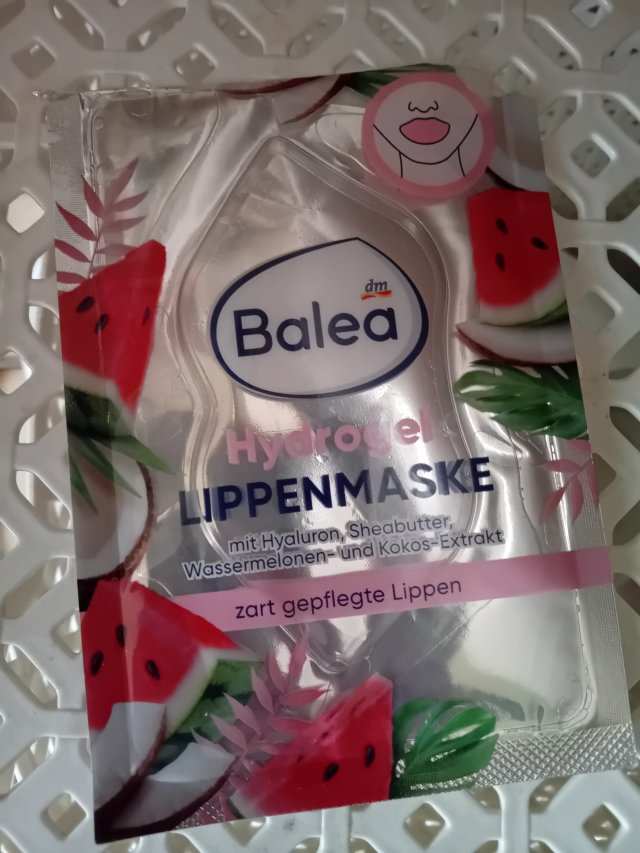 dm
Balea
Hydrogel
LIPPENMASKE
mit Hyaluron, Sheabutter,
Wassermelonen- und Kokos-Extrakt
zart gepflegte Lippen